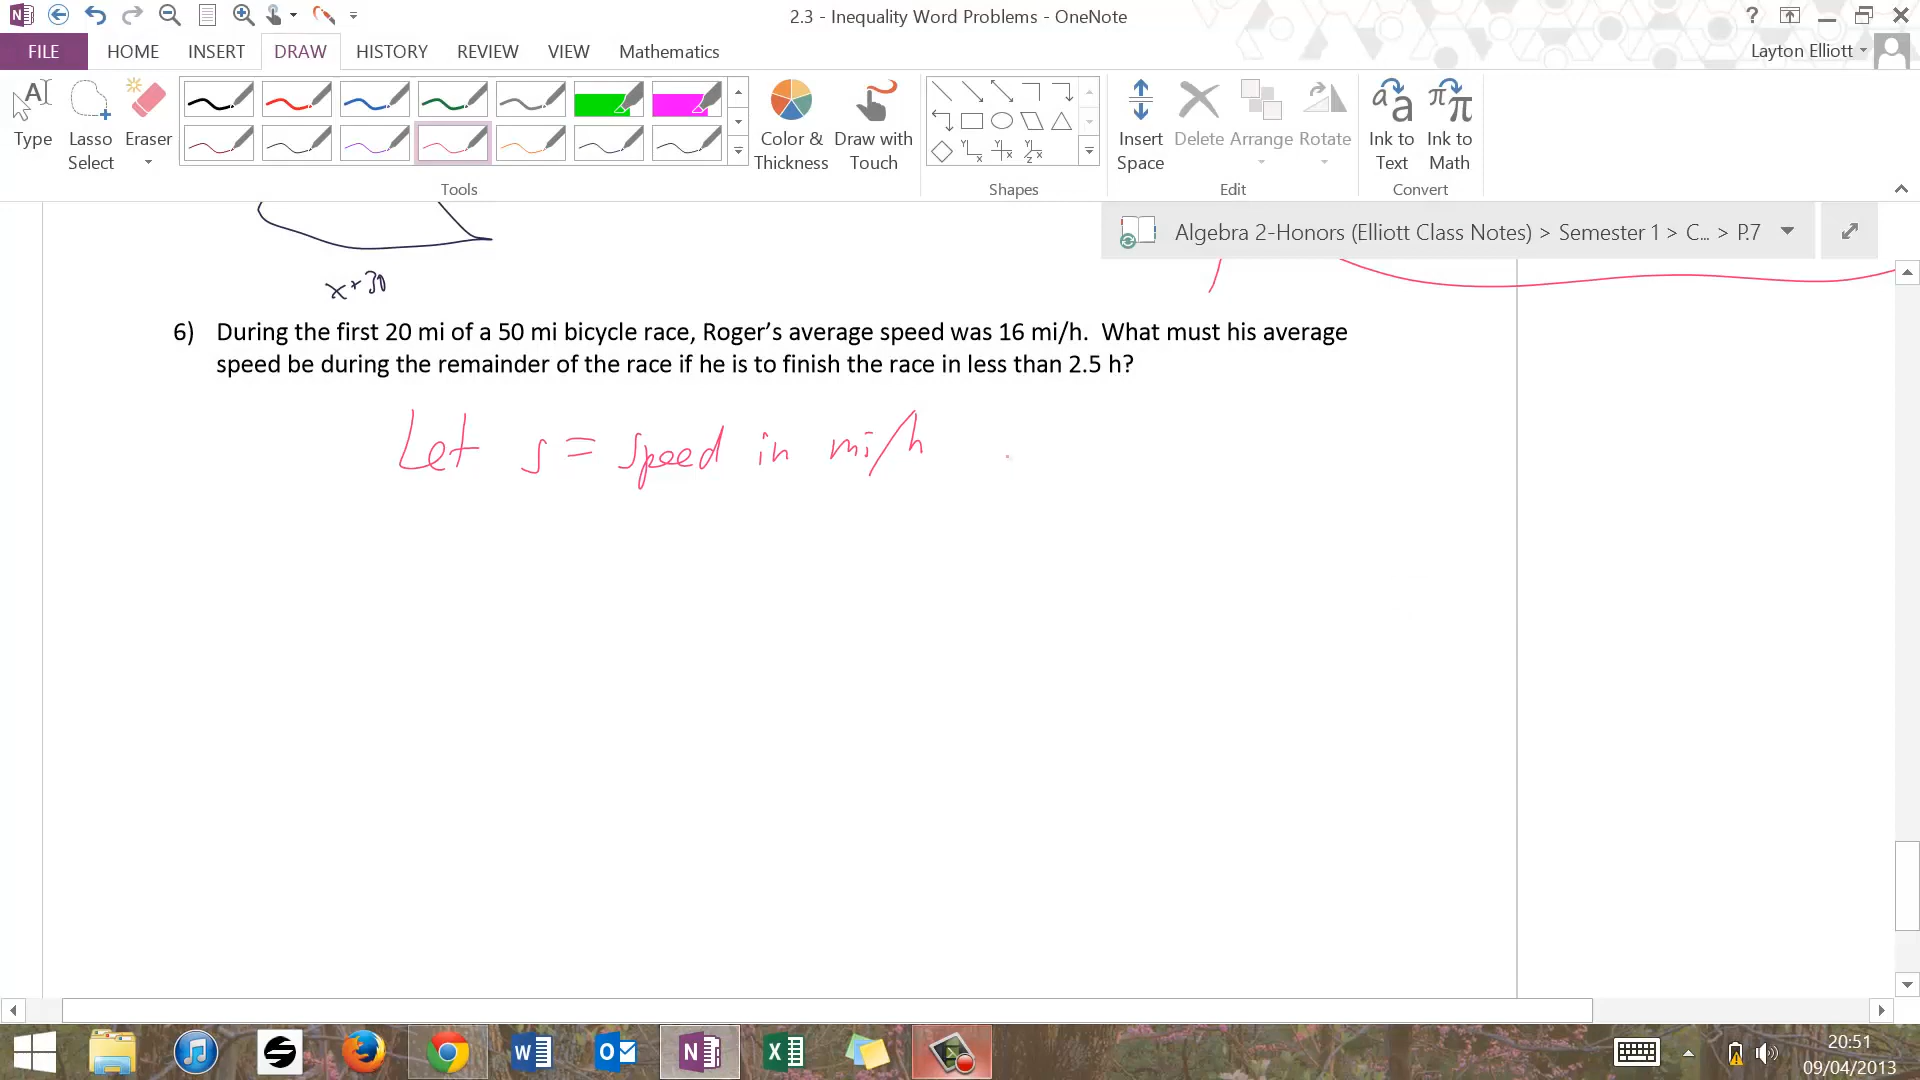 2.3 - Inequality Word Problems - OneNote
FILE HOME INSERT DRAW HISTORY REVIEW VIEW Mathematics
Layton Elliott
Type
Lasso Select
Eraser
Color & Thickness
Draw with Touch
Insert Space
Delete
Arrange
Rotate
Ink to Text
Ink to Math
Tools
Shapes
Edit
Convert
Algebra 2-Honors (Elliott Class Notes) > Semester 1 > C... > P.7
x+30
6) During the first 20 mi of a 50 mi bicycle race, Roger's average speed was 16 mi/h. What must his average
speed be during the remainder of the race if he is to finish the race in less than 2.5 h?
Let s = speed in mi/h
20:51
09/04/2013